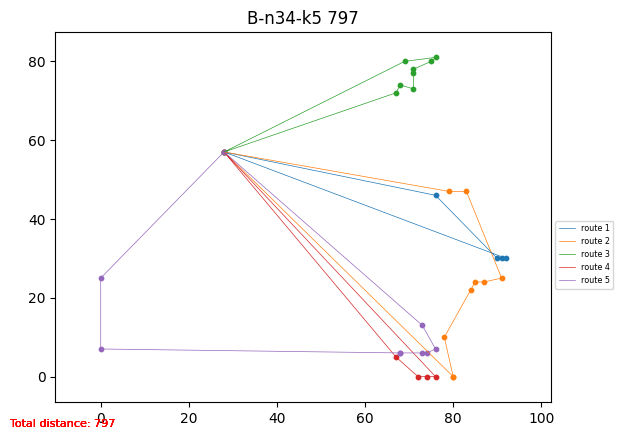 B-n34-k5 797
80
60
40
20
0
0 20 40 60 80 100
route 1
route 2
route 3
route 4
route 5
Total distance: 797